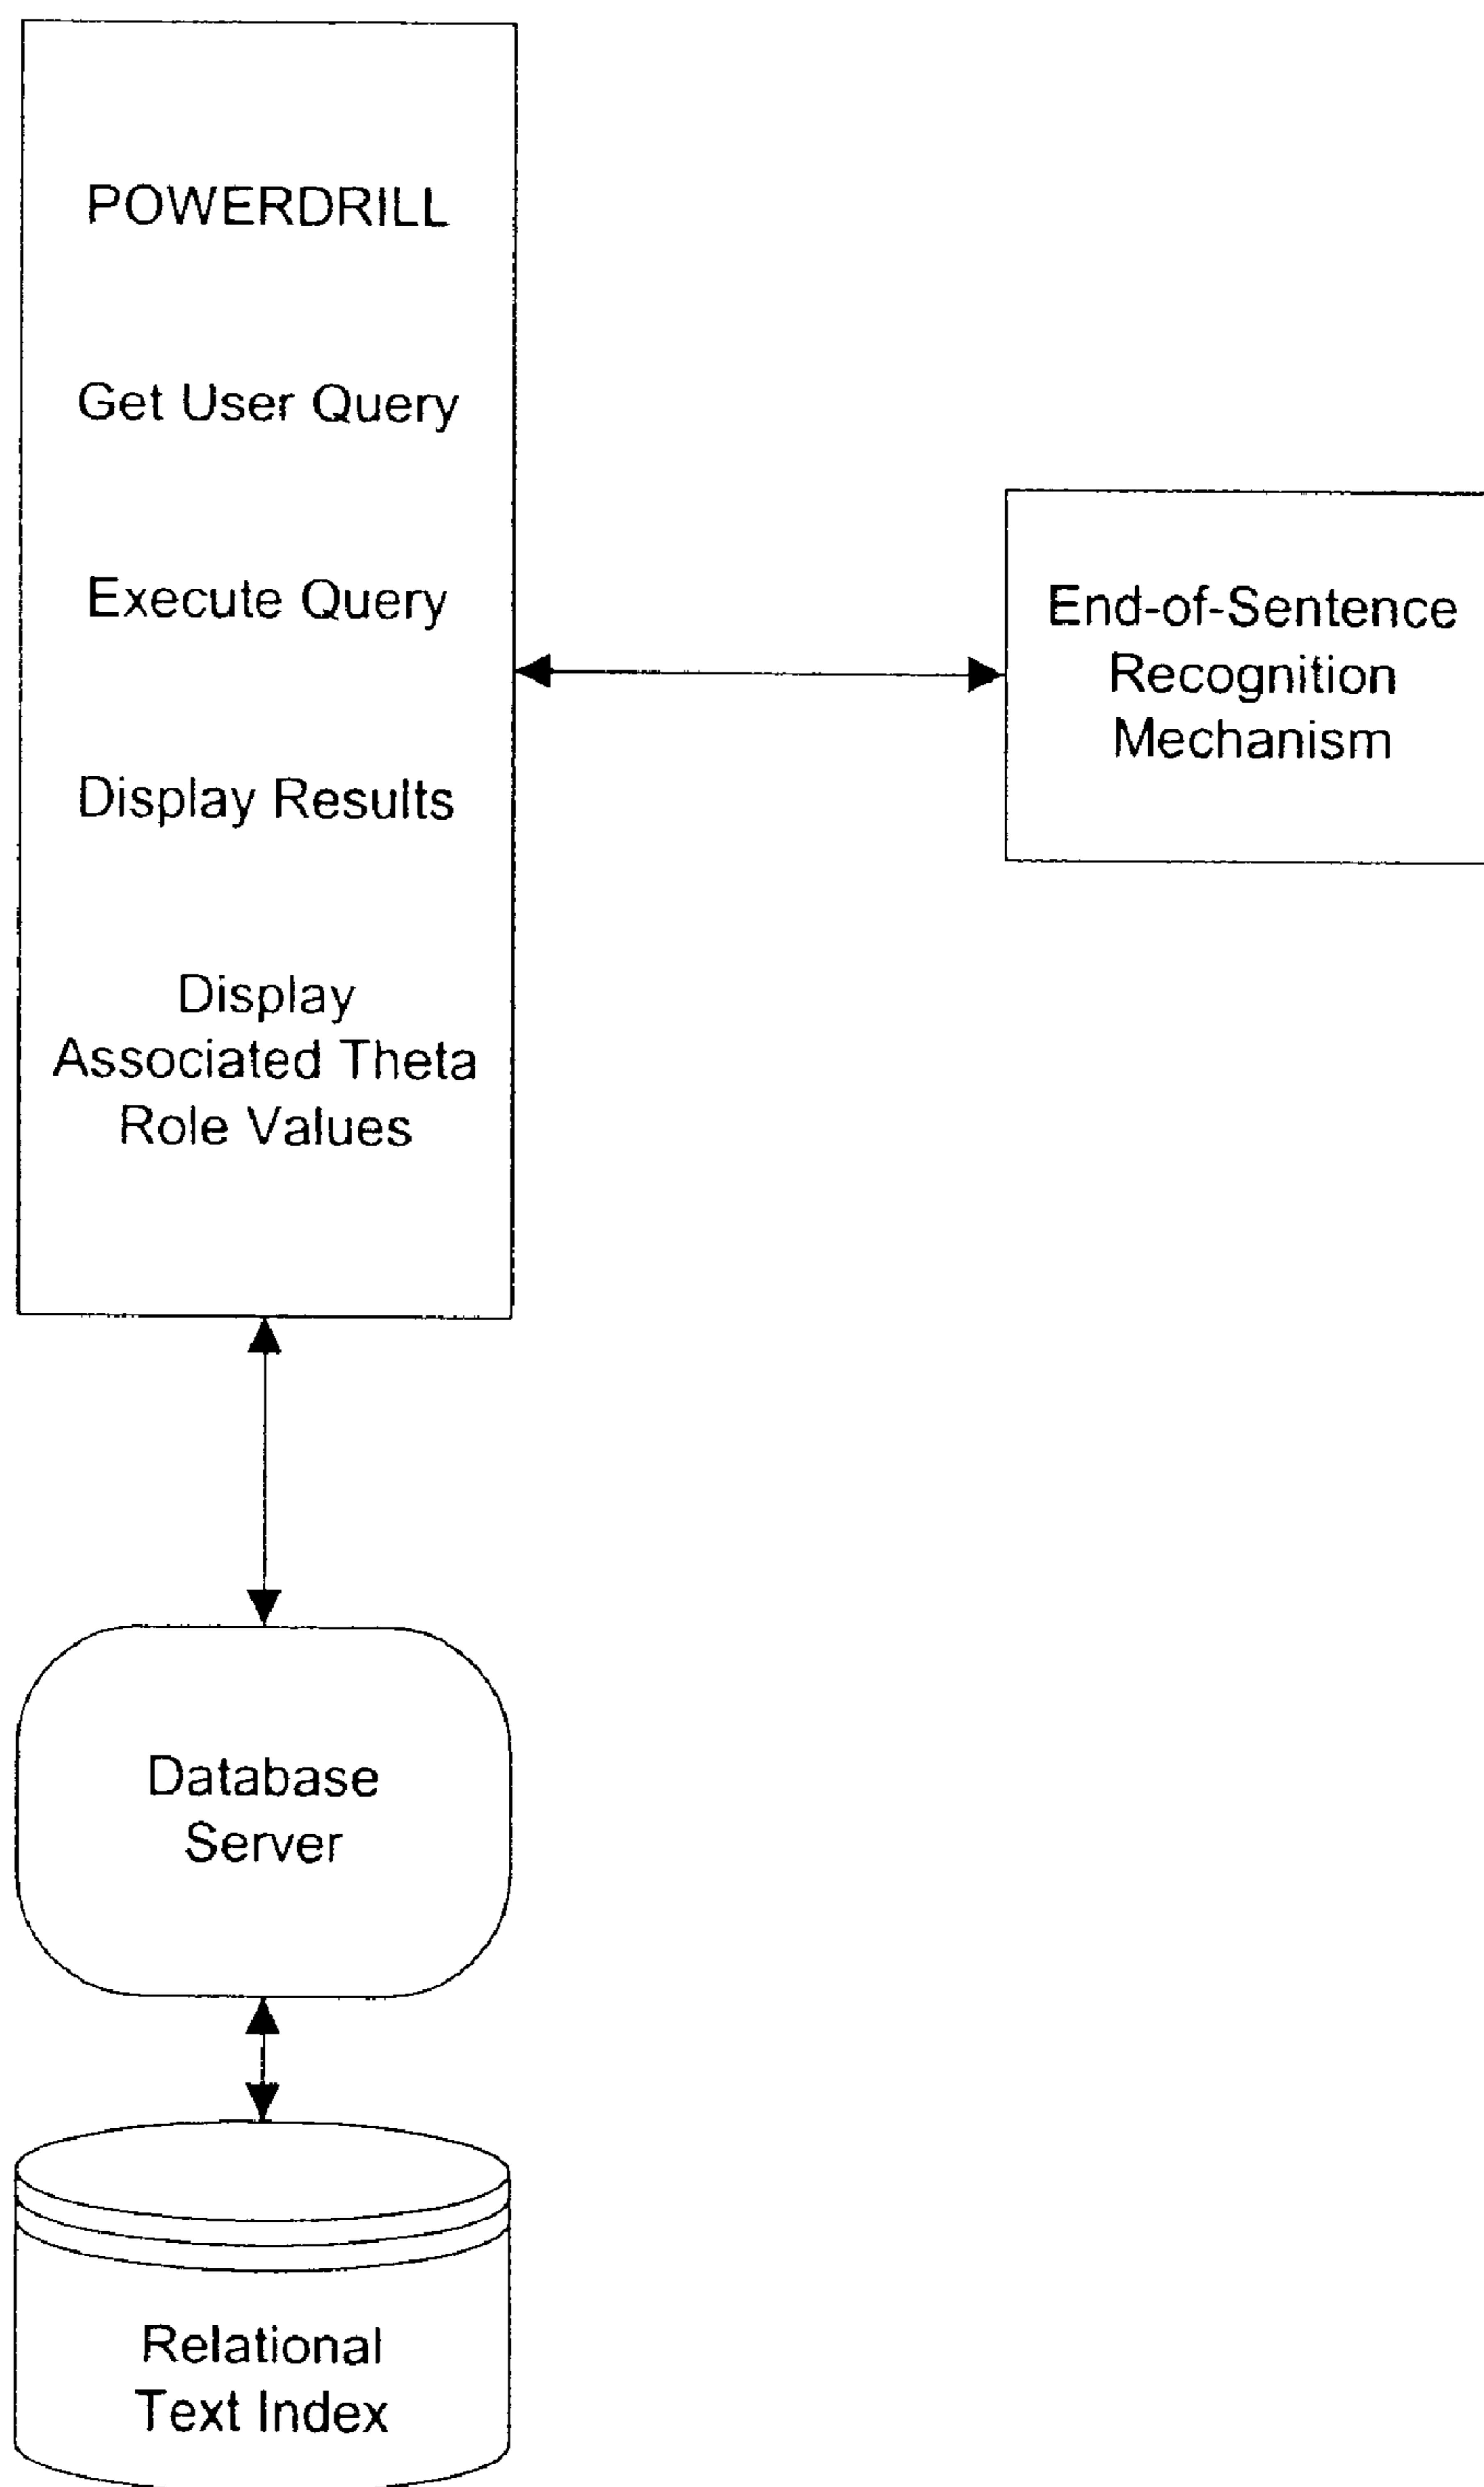 POWERDRILL
Get User Query
Execute Query
Display Results
Display
Associated Theta
Role Values
End-of-Sentence
Recognition
Mechanism
Database
Server
Relational
Text Index